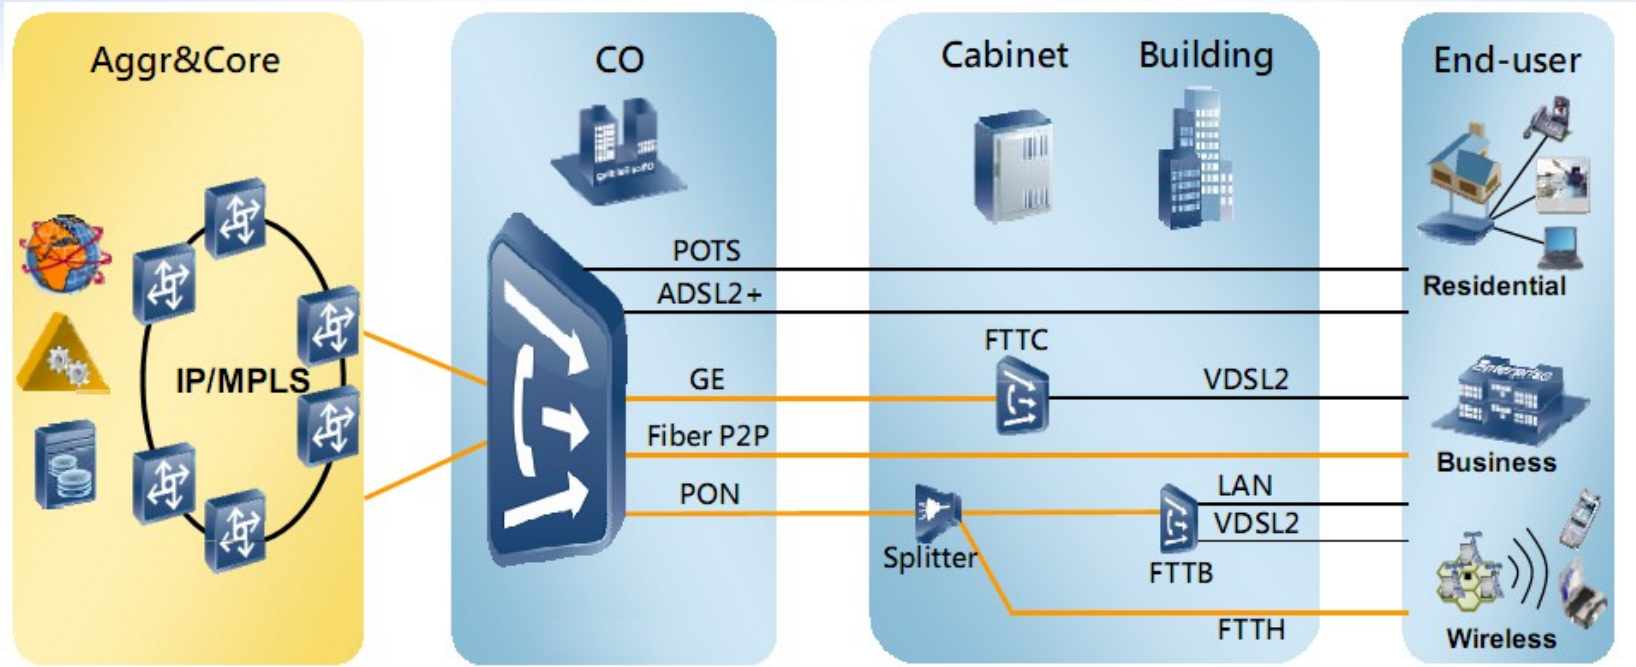 Aggr&Core
CO
Cabinet
Building
End-user
POTS
Residential
ADSL2+
FTTC
IP/MPLS
GE
VDSL2
Enterprise
Fiber P2P
Business
PON
LAN
VDSL2
Splitter
FTTB
FTTH
Wireless